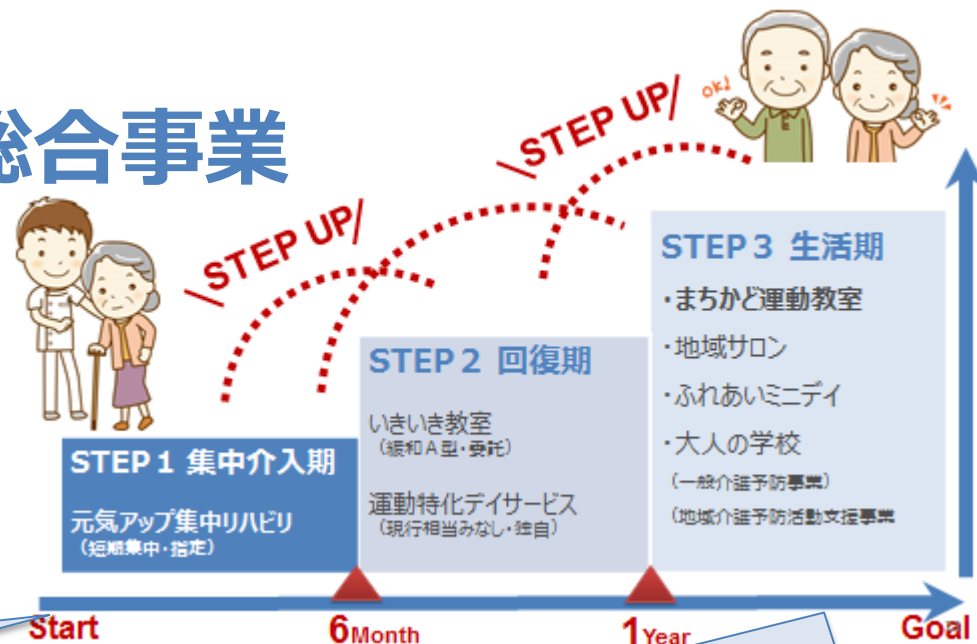 総合事業
OK!
\STEP UP/
\STEP UP/
STEP3 生活期
・まちかど運動教室
・地域サロン
・ふれあいミニデイ
・大人の学校
(一般介護予防事業)
(地域介護予防活動支援事業
STEP2 回復期
いきいき教室
(緩和A型・委託)
運動特化デイサービス
(現行相当みなし・独自)
STEP1 集中介入期
元気アップ集中リハビリ
(短期集中・指定)
Start
6Month
1Year
Goal